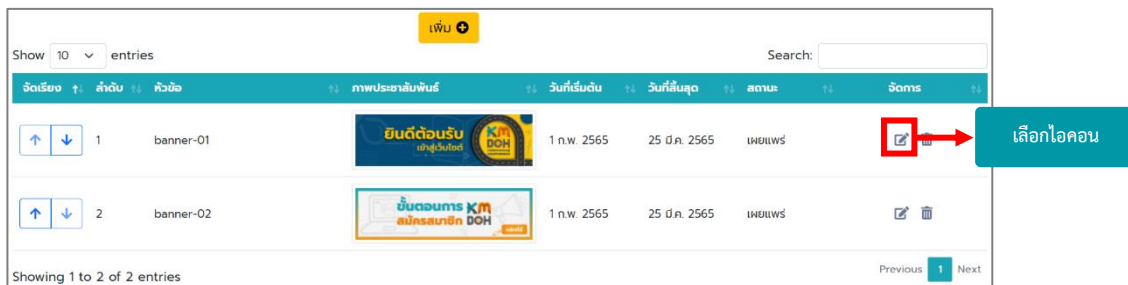 เพิ่ม
Show 10 entries Search:
จัดเรียง ลำดับ หัวข้อ ภาพประชาสัมพันธ์ วันที่เริ่มต้น วันที่สิ้นสุด สถานะ จัดการ
เลือกไอคอน
ยินดีต้อนรับ KM
เข้าสู่เว็บไซต์ DOH
1 banner-01 1 ก.พ. 2565 25 มี.ค. 2565 เผยแพร่
ขั้นตอนการ KM
สมัครสมาชิก DOH
2 banner-02 1 ก.พ. 2565 25 มี.ค. 2565 เผยแพร่
Showing 1 to 2 of 2 entries Previous 1 Next